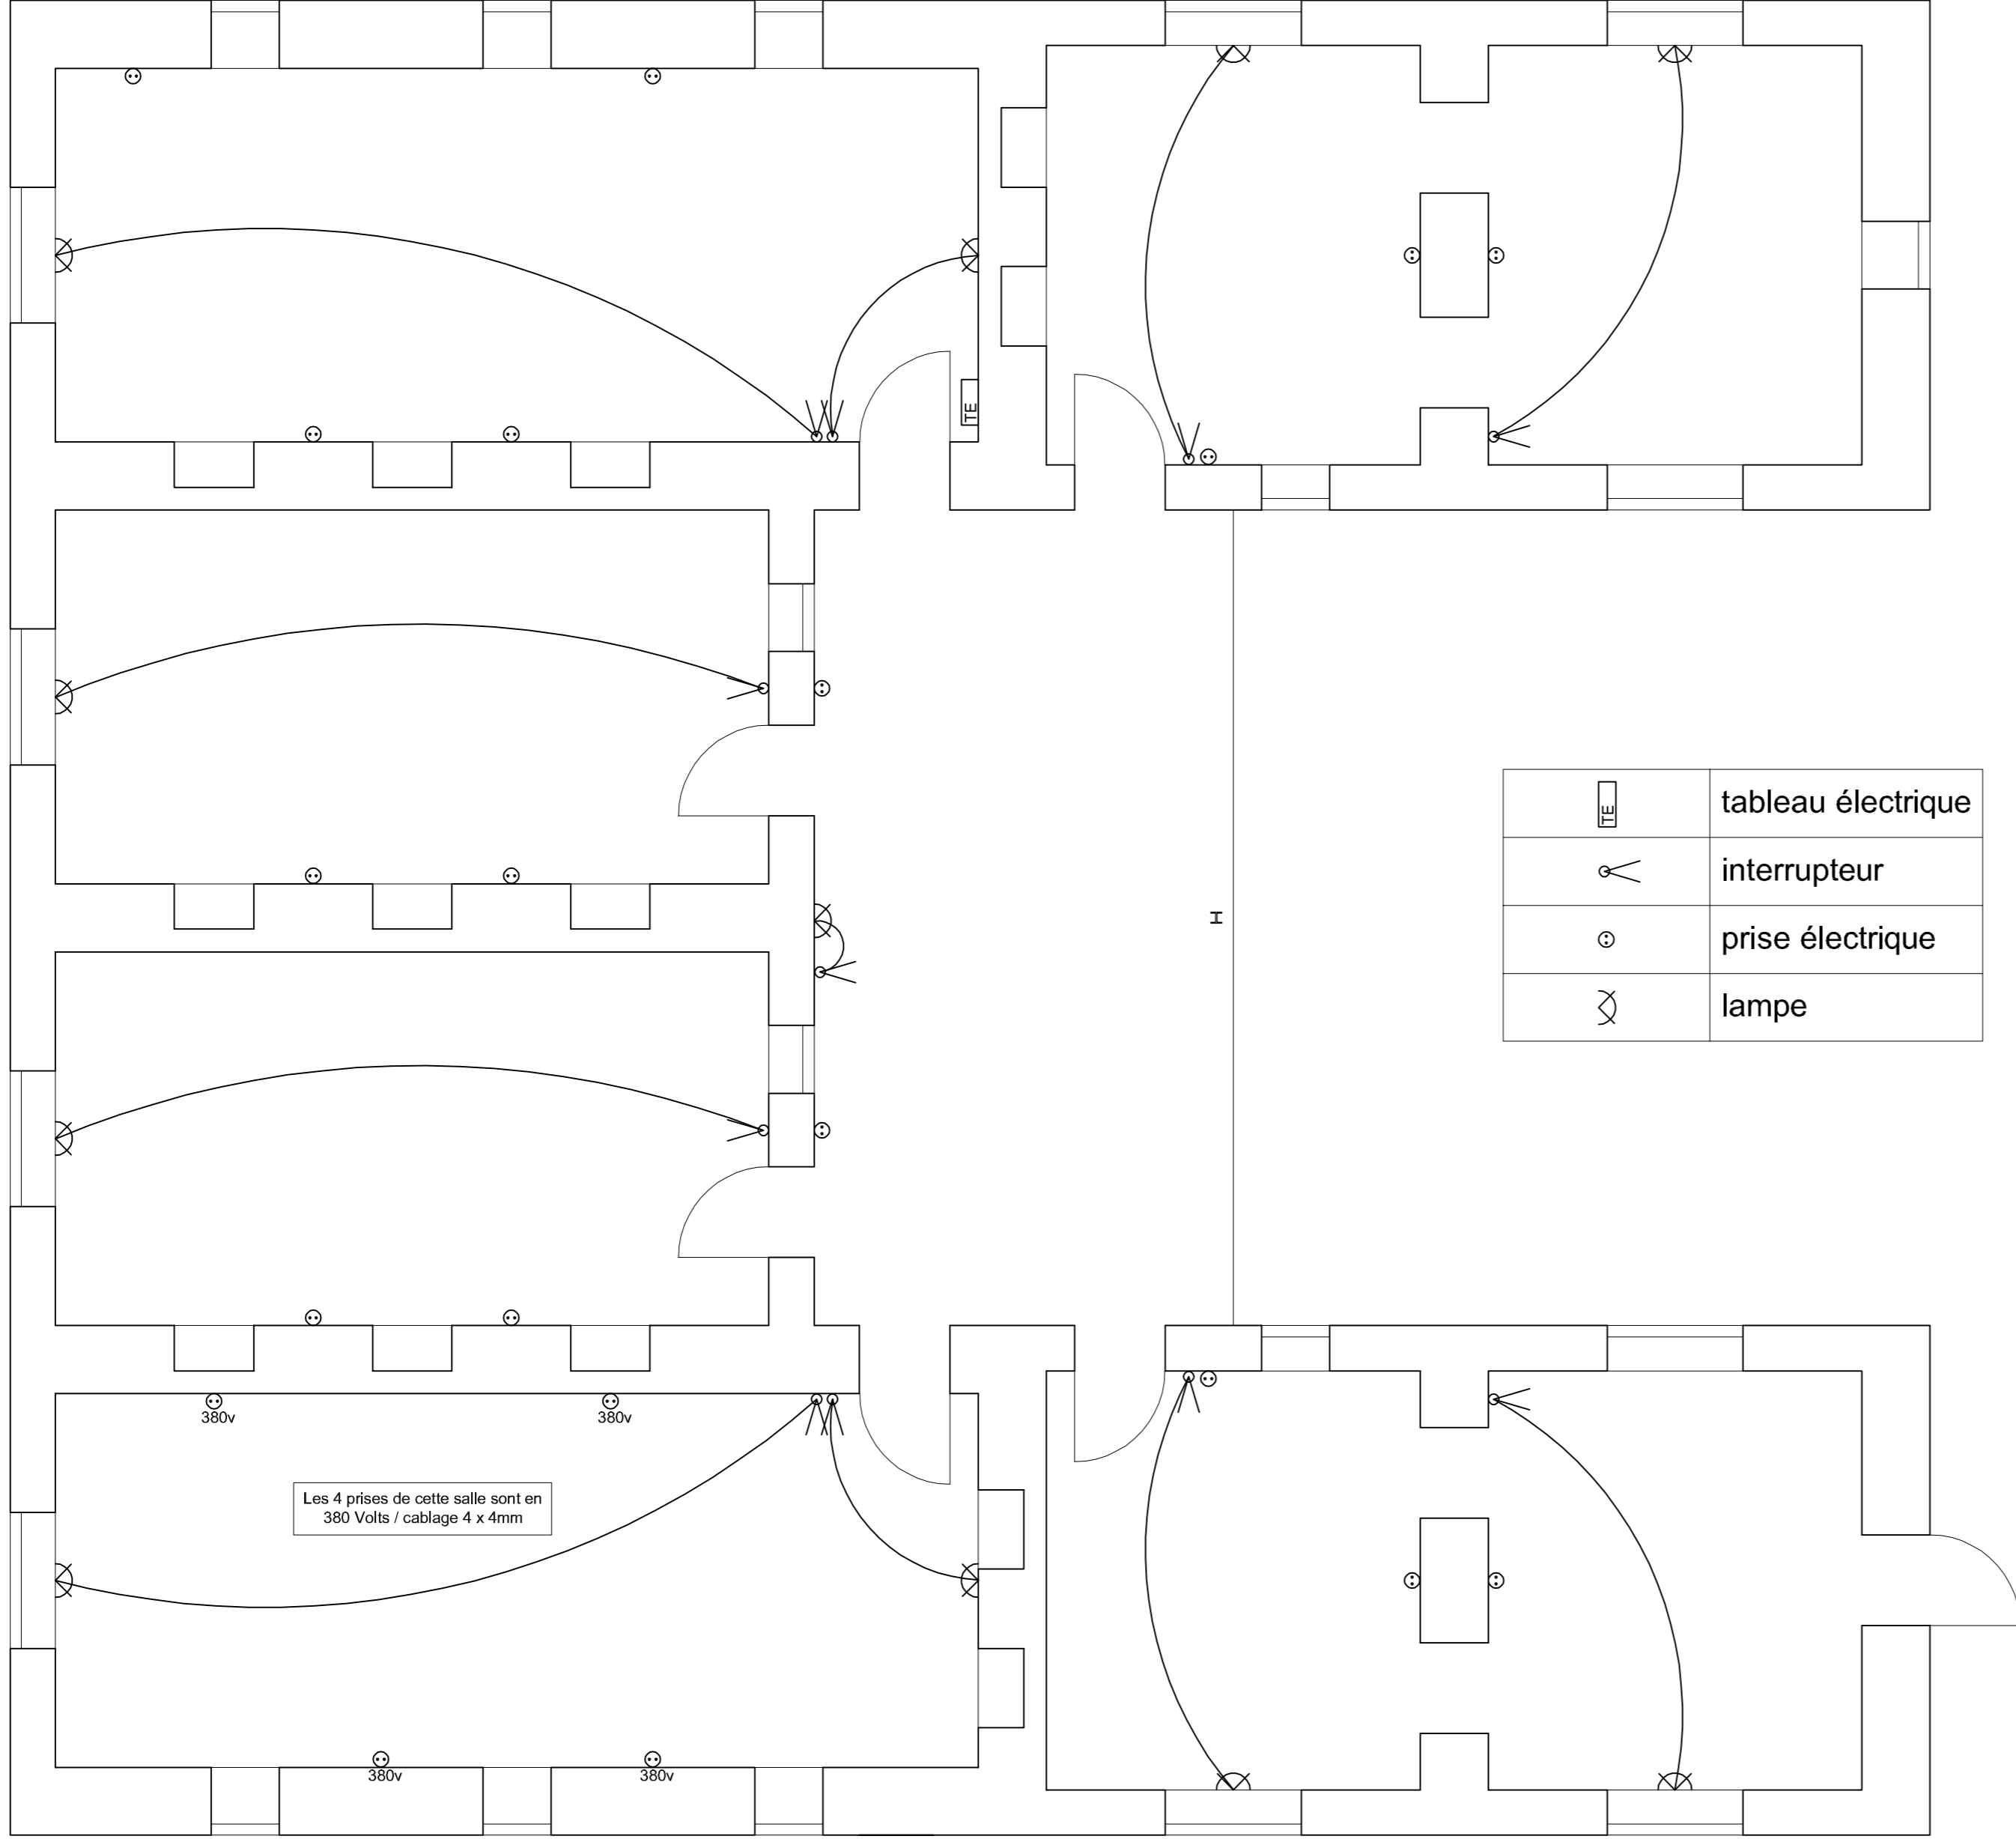 TE
TE
tableau électrique
interrupteur
H
prise électrique
lampe
380v
380v
Les 4 prises de cette salle sont en
380 Volts / cablage 4 x 4mm
380v
380v